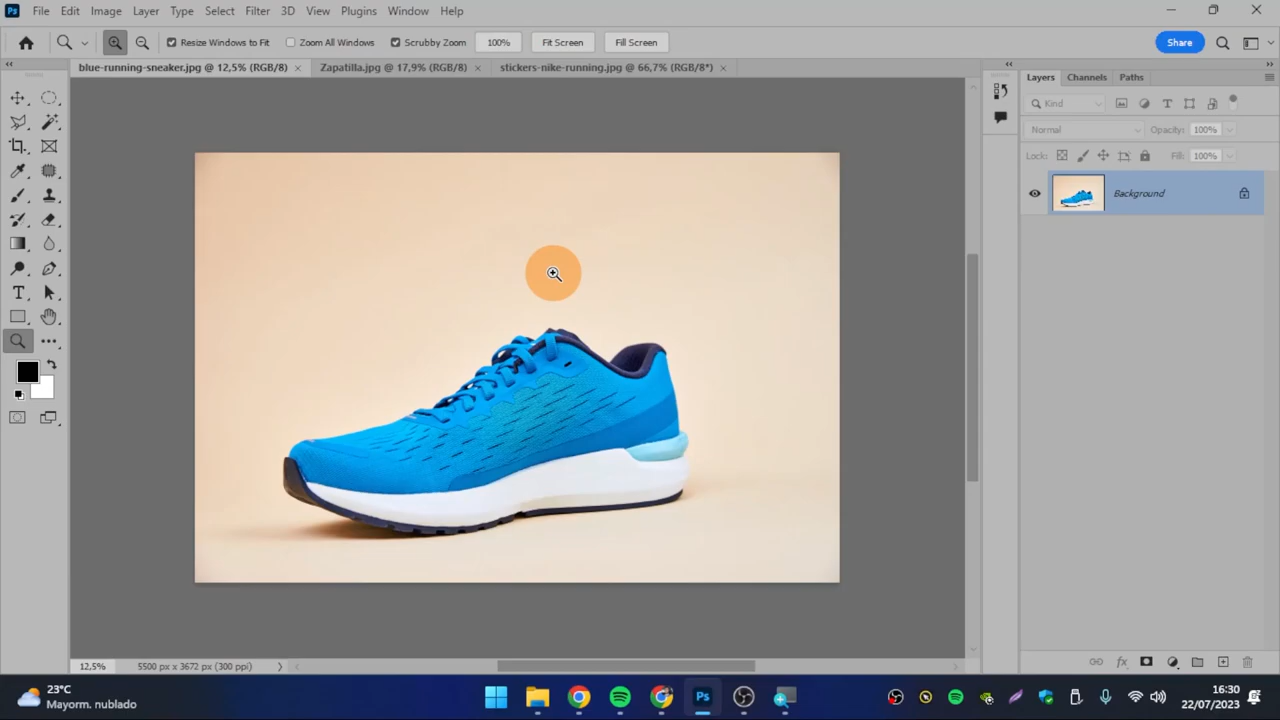 Ps File Edit Image Layer Type Select Filter 3D View Plugins Window Help
Resize Windows to Fit Zoom All Windows Scrubby Zoom 100% Fit Screen Fill Screen Share
blue-running-sneaker.jpg @ 12,5% (RGB/8) Zapatilla.jpg @ 17,9% (RGB/8) stickers-nike-running.jpg @ 66,7% (RGB/8*)
Layers Channels Paths
Kind
Normal Opacity: 100%
Lock: Fill: 100%
Background
12,5% 5500 px x 3672 px (300 ppi)
23°C
Mayorm. nublado
Ps
16:30
22/07/2023